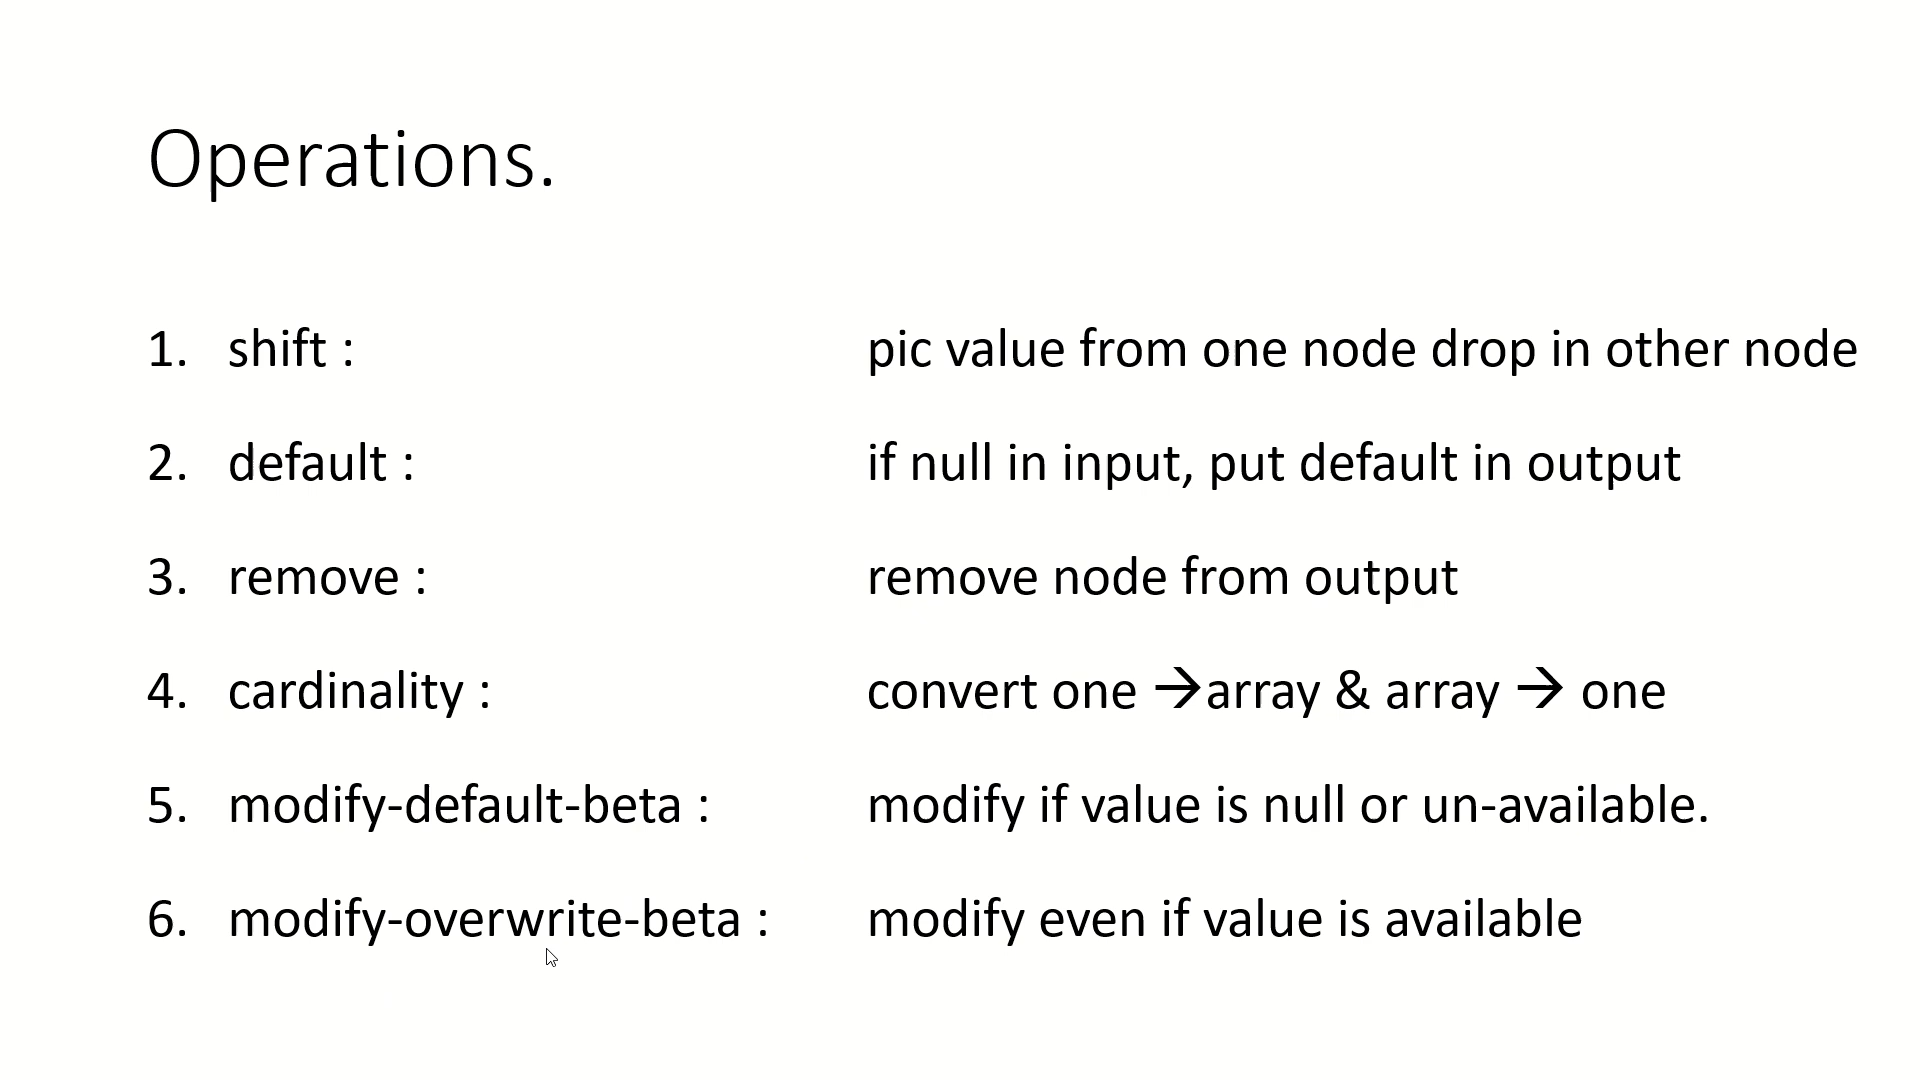 Operations.
1. shift : pic value from one node drop in other node
2. default : if null in input, put default in output
3. remove : remove node from output
4. cardinality : convert one →array & array → one
5. modify-default-beta : modify if value is null or un-available.
6. modify-overwrite-beta : modify even if value is available